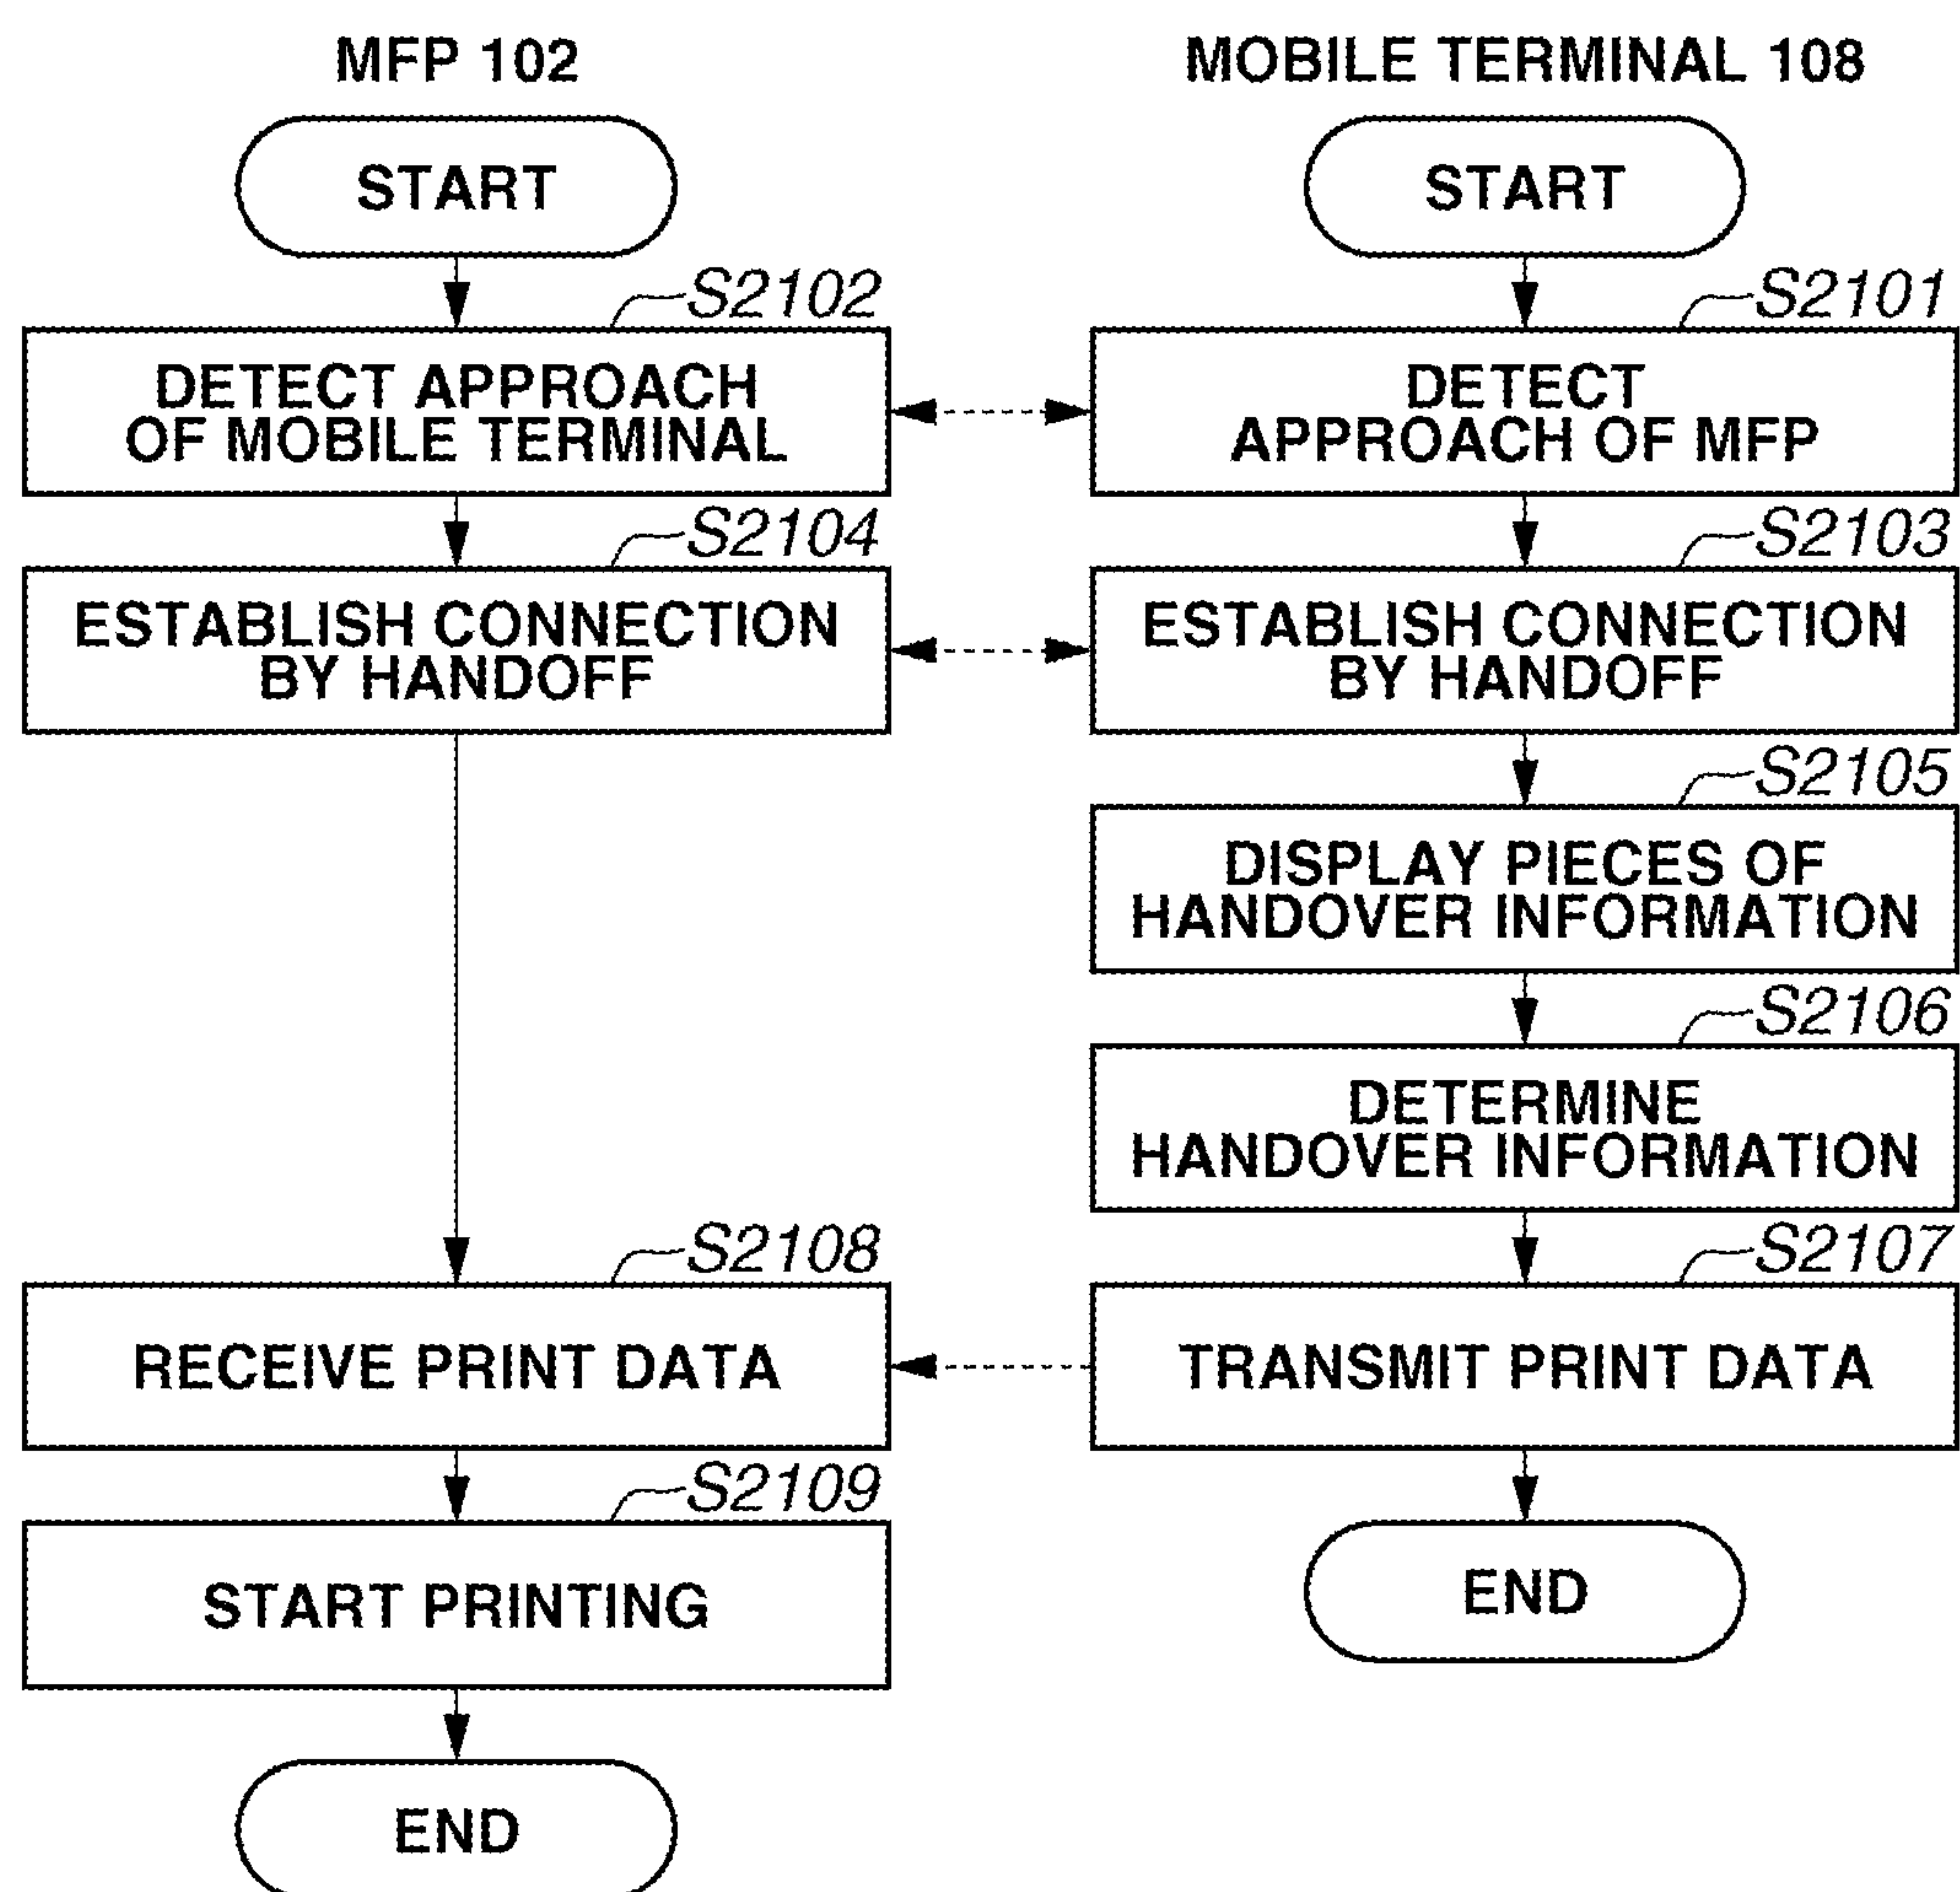 MFP 102
MOBILE TERMINAL 108
START
START
S2102
S2101
DETECT APPROACH
OF MOBILE TERMINAL
DETECT
APPROACH OF MFP
S2104
S2103
ESTABLISH CONNECTION
BY HANDOFF
ESTABLISH CONNECTION
BY HANDOFF
S2105
DISPLAY PIECES OF
HANDOVER INFORMATION
S2106
DETERMINE
HANDOVER INFORMATION
S2108
S2107
RECEIVE PRINT DATA
TRANSMIT PRINT DATA
S2109
START PRINTING
END
END